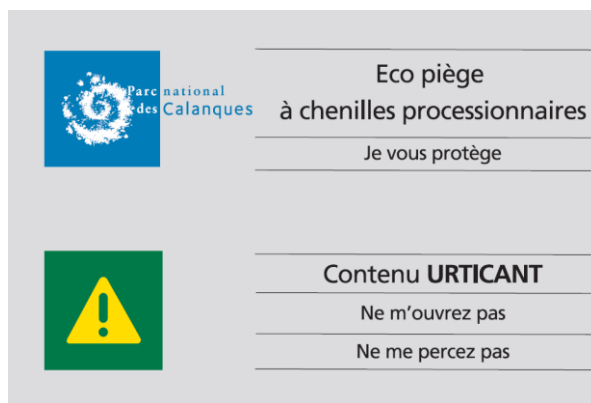 Parc national
des Calanques
Eco piège
à chenilles processionnaires
Je vous protège
Contenu URTICANT
Ne m’ouvrez pas
Ne me percez pas